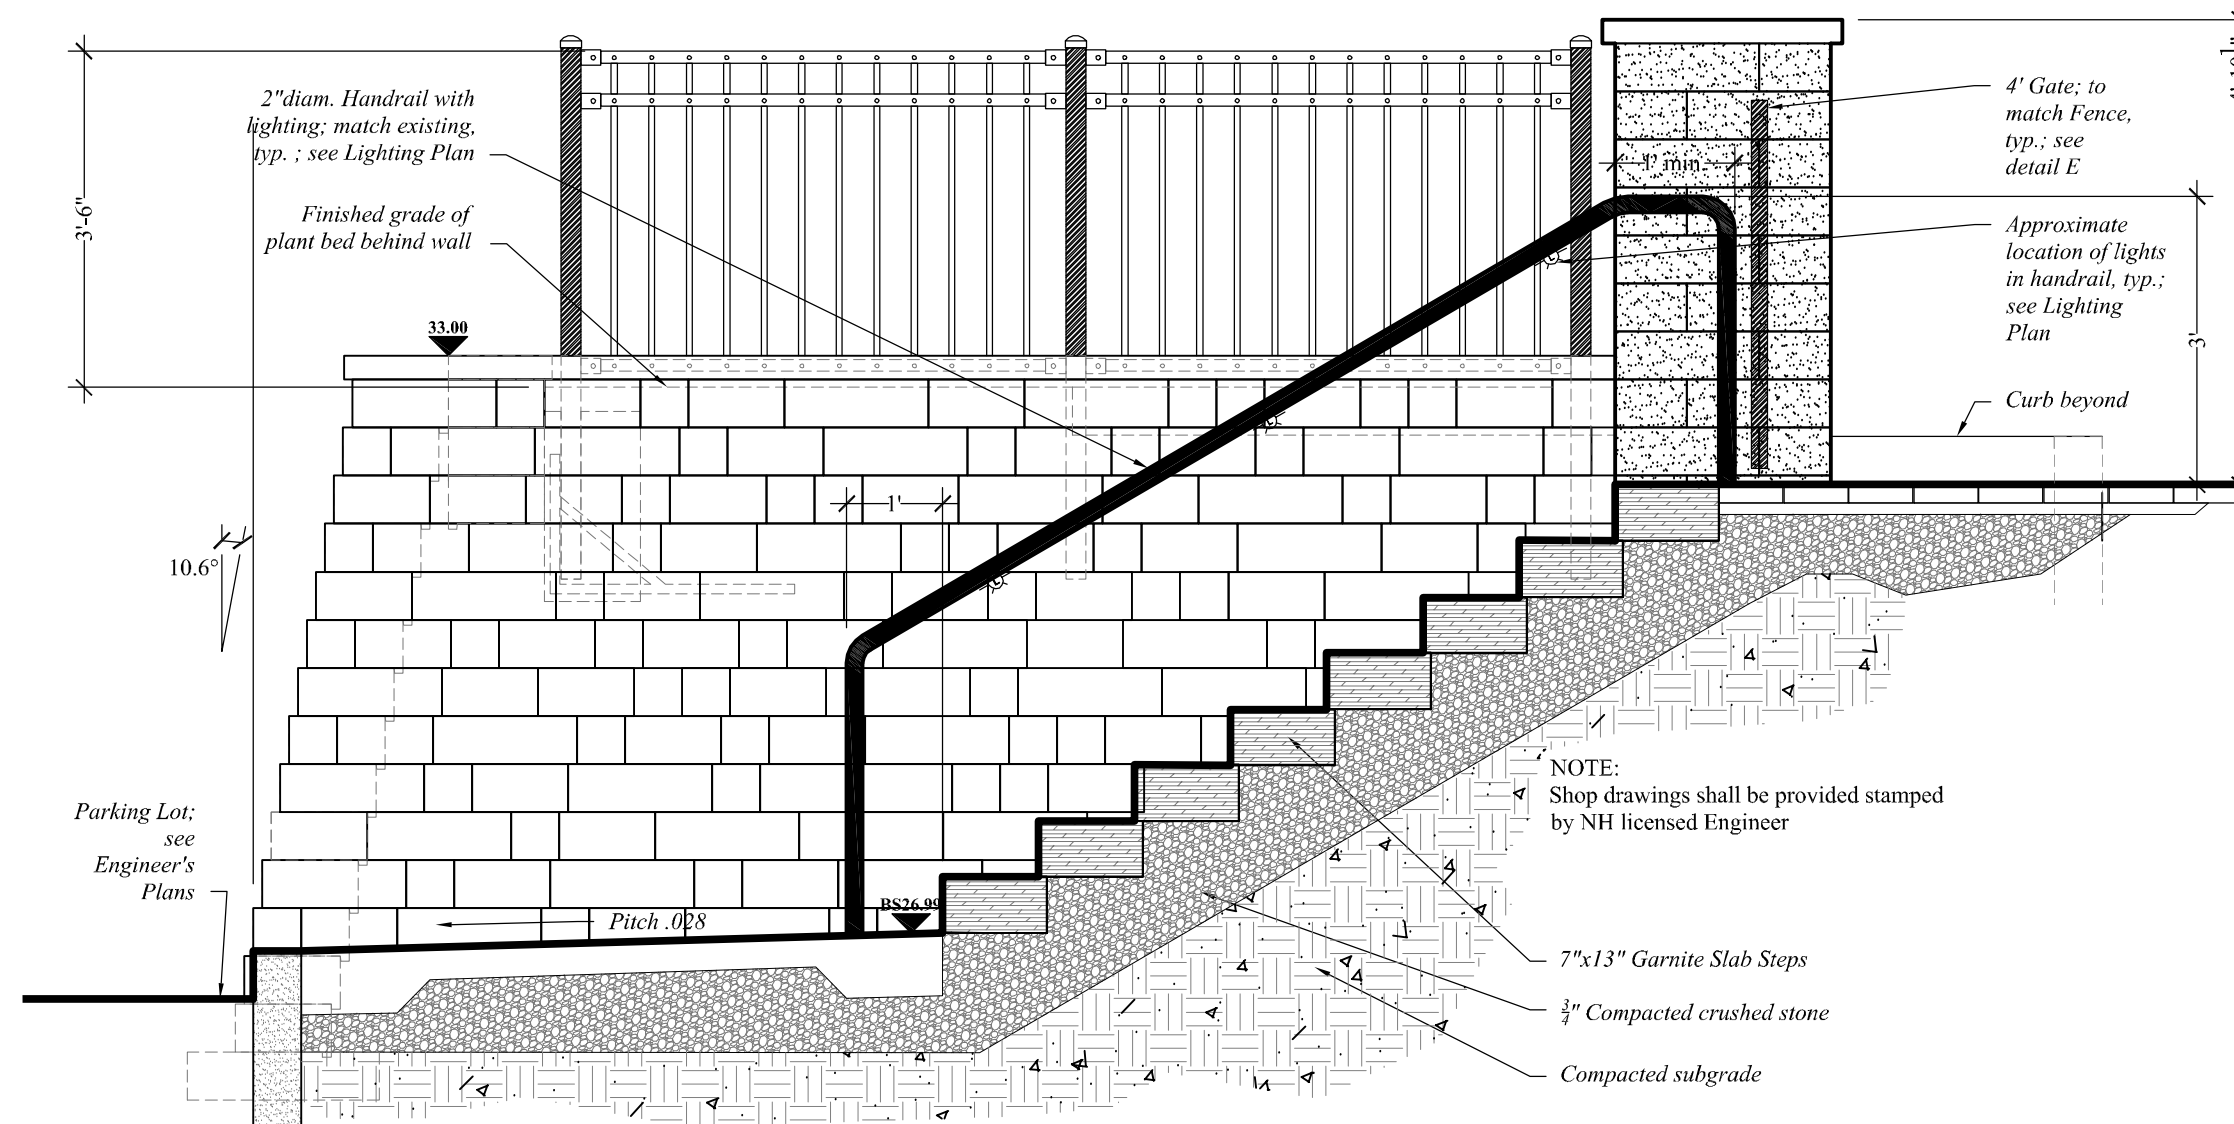 2"diam. Handrail with
lighting; match existing,
typ. ; see Lighting Plan
3'-6"
Finished grade of
plant bed behind wall
33.00
10.6°
1'
Parking Lot;
see
Engineer's
Plans
Pitch .028
BS26.99
1' min.
4' Gate; to
match Fence,
typ.; see
detail E
Approximate
location of lights
in handrail, typ.;
see Lighting
Plan
3'
Curb beyond
NOTE:
Shop drawings shall be provided stamped
by NH licensed Engineer
7"x13" Garnite Slab Steps
¾" Compacted crushed stone
Compacted subgrade